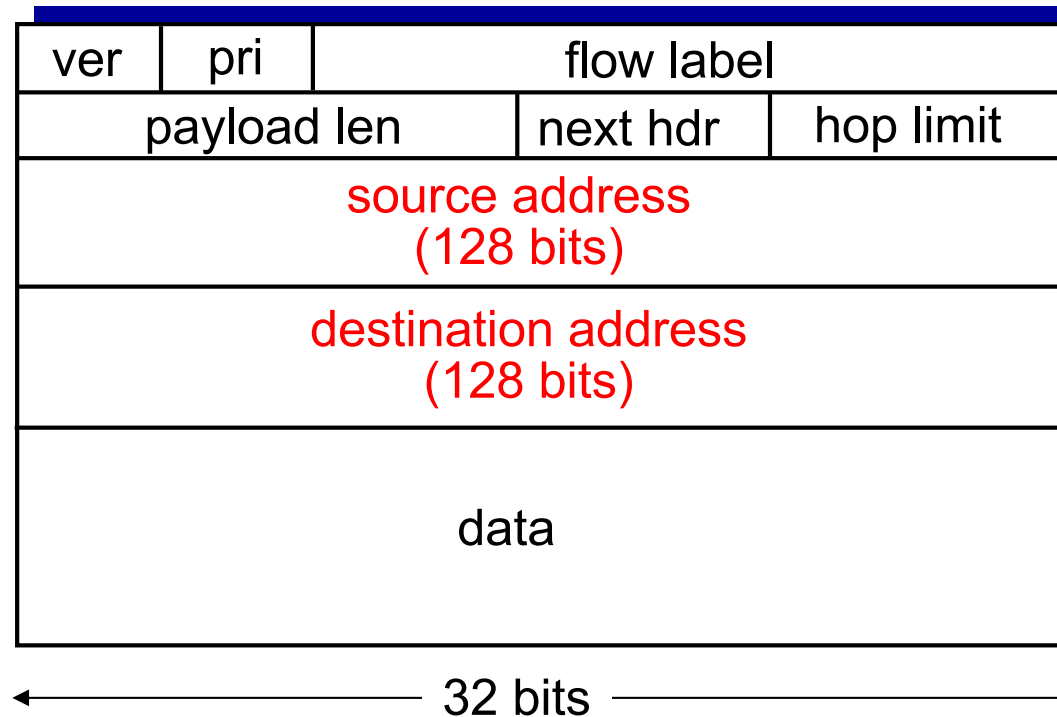 ver pri flow label
payload len next hdr hop limit
source address
(128 bits)
destination address
(128 bits)
data
32 bits